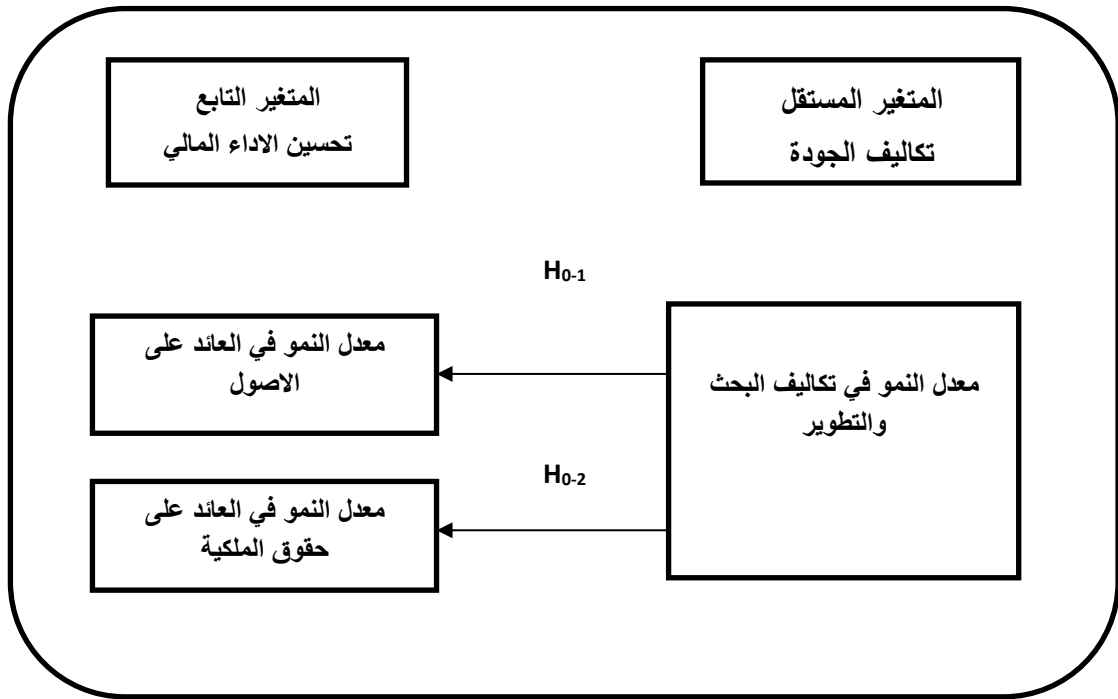 المتغير المستقل
تكاليف الجودة
المتغير التابع
تحسين الاداء المالي
H0-1
معدل النمو في تكاليف البحث
والتطوير
معدل النمو في العائد على
الاصول
H0-2
معدل النمو في العائد على
حقوق الملكية